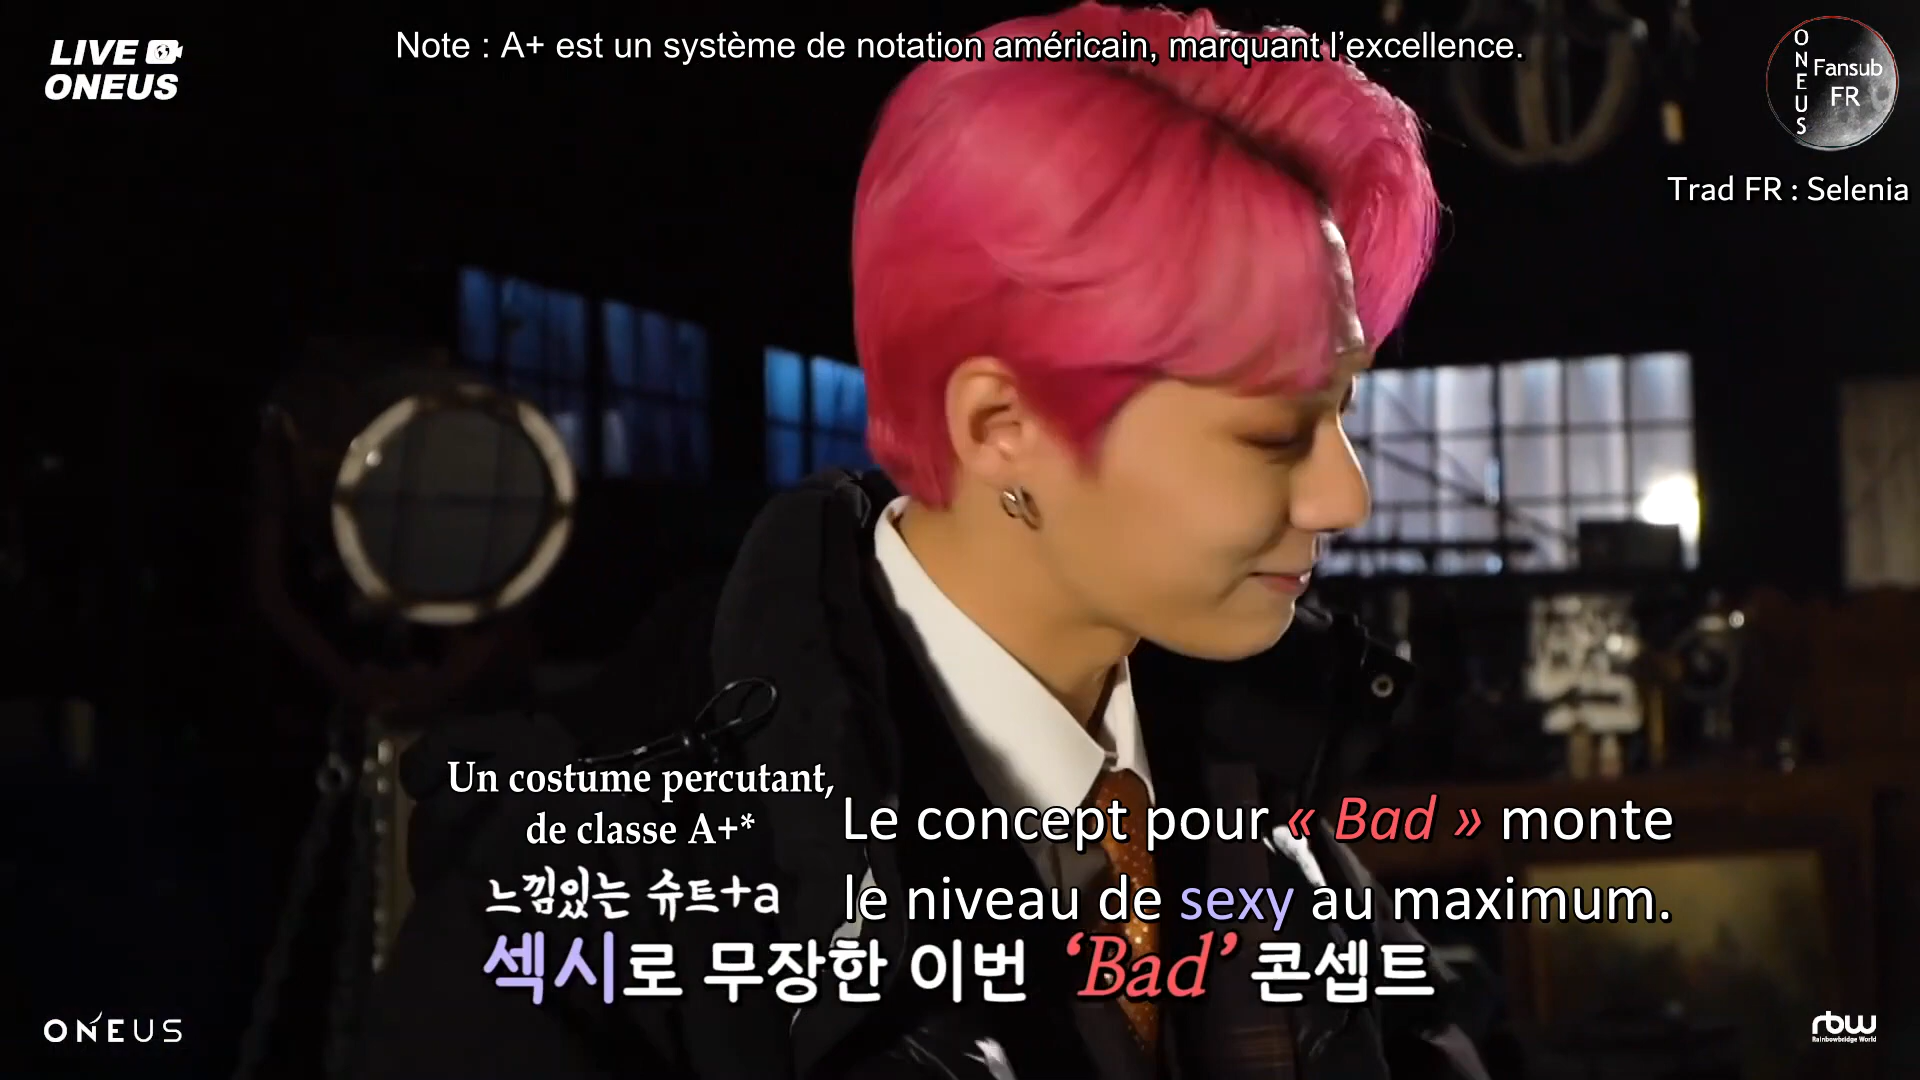 LIVE
ONEUS
Note : A+ est un système de notation américain, marquant l’excellence.
ONEUS
Fansub
FR
Trad FR : Selenia
Un costume percutant,
de classe A+*
느낌있는 슈트+a
Le concept pour « Bad » monte
le niveau de sexy au maximum.
섹시로 무장한 이번 ‘Bad’ 콘셉트
ONEUS
rbw
Rainbowbridge World